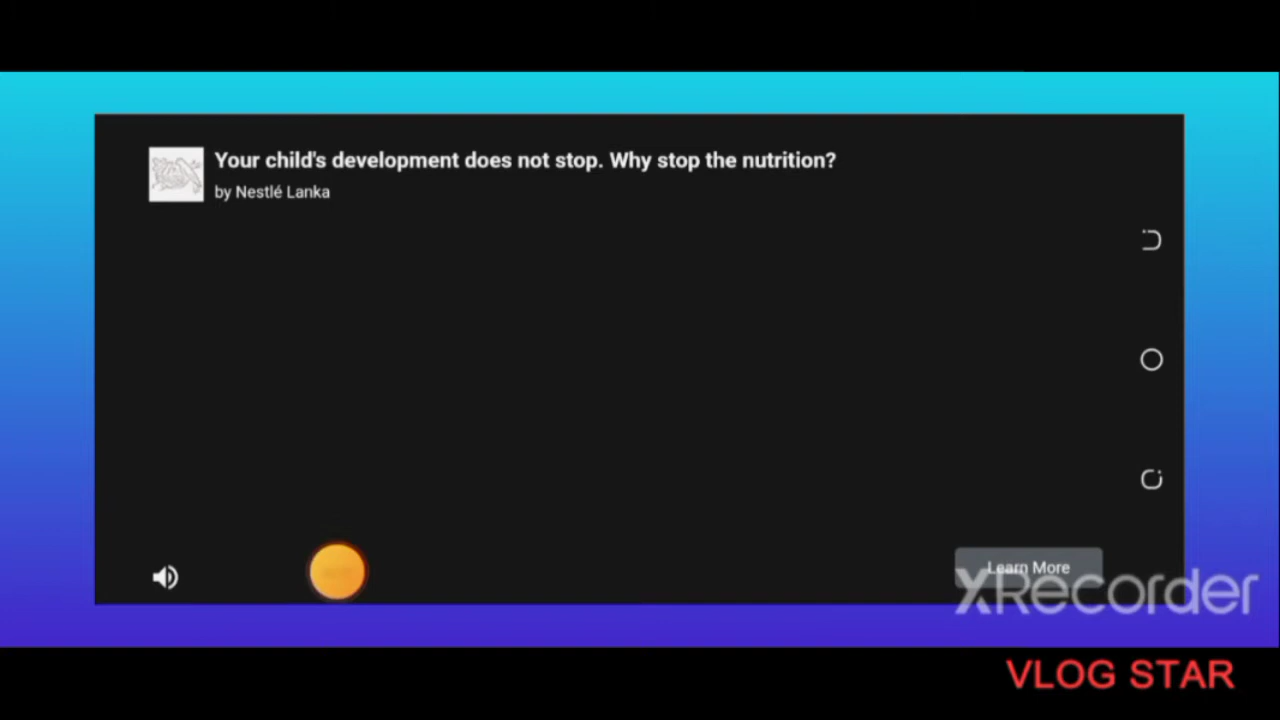 Your child's development does not stop. Why stop the nutrition?
by Nestlé Lanka
Learn More
XRecorder
VLOG STAR